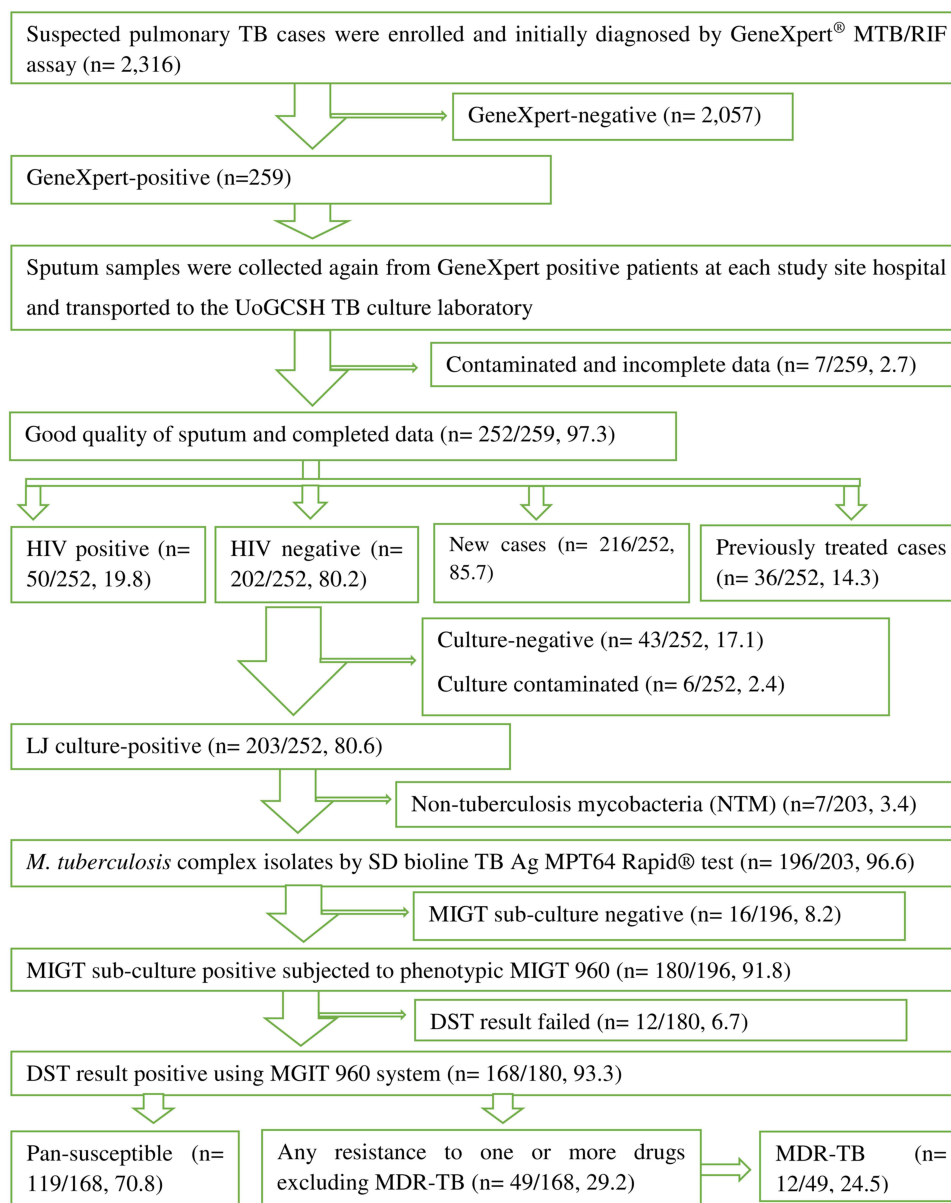 Suspected pulmonary TB cases were enrolled and initially diagnosed by GeneXpert® MTB/RIF
assay (n= 2,316)
GeneXpert-negative (n= 2,057)
GeneXpert-positive (n=259)
Sputum samples were collected again from GeneXpert positive patients at each study site hospital
and transported to the UoGCSH TB culture laboratory
Contaminated and incomplete data (n= 7/259, 2.7)
Good quality of sputum and completed data (n= 252/259, 97.3)
HIV positive (n=
50/252, 19.8)
HIV negative (n=
202/252, 80.2)
New cases (n= 216/252,
85.7)
Previously treated cases
(n= 36/252, 14.3)
Culture-negative (n= 43/252, 17.1)
Culture contaminated (n= 6/252, 2.4)
LJ culture-positive (n= 203/252, 80.6)
Non-tuberculosis mycobacteria (NTM) (n=7/203, 3.4)
M. tuberculosis complex isolates by SD bioline TB Ag MPT64 Rapid® test (n= 196/203, 96.6)
MIGT sub-culture negative (n= 16/196, 8.2)
MIGT sub-culture positive subjected to phenotypic MIGT 960 (n= 180/196, 91.8)
DST result failed (n= 12/180, 6.7)
DST result positive using MGIT 960 system (n= 168/180, 93.3)
Pan-susceptible (n=
119/168, 70.8)
Any resistance to one or more drugs
excluding MDR-TB (n= 49/168, 29.2)
MDR-TB (n=
12/49, 24.5)